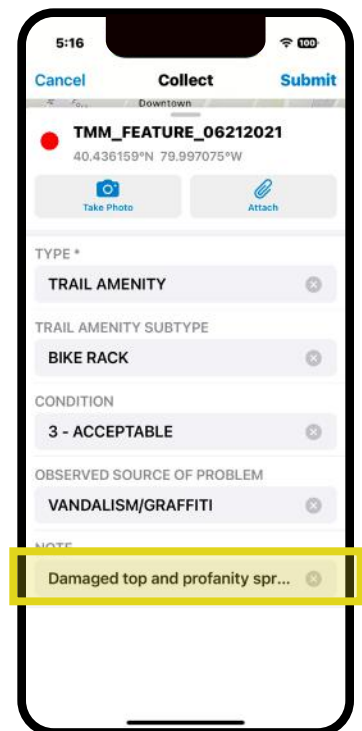 5:16
100
Cancel Collect Submit
Downtown
TMM_FEATURE_06212021
40.436159°N 79.997075°W
Take Photo Attach
TYPE *
TRAIL AMENITY
TRAIL AMENITY SUBTYPE
BIKE RACK
CONDITION
3 - ACCEPTABLE
OBSERVED SOURCE OF PROBLEM
VANDALISM/GRAFFITI
NOTE
Damaged top and profanity spr...